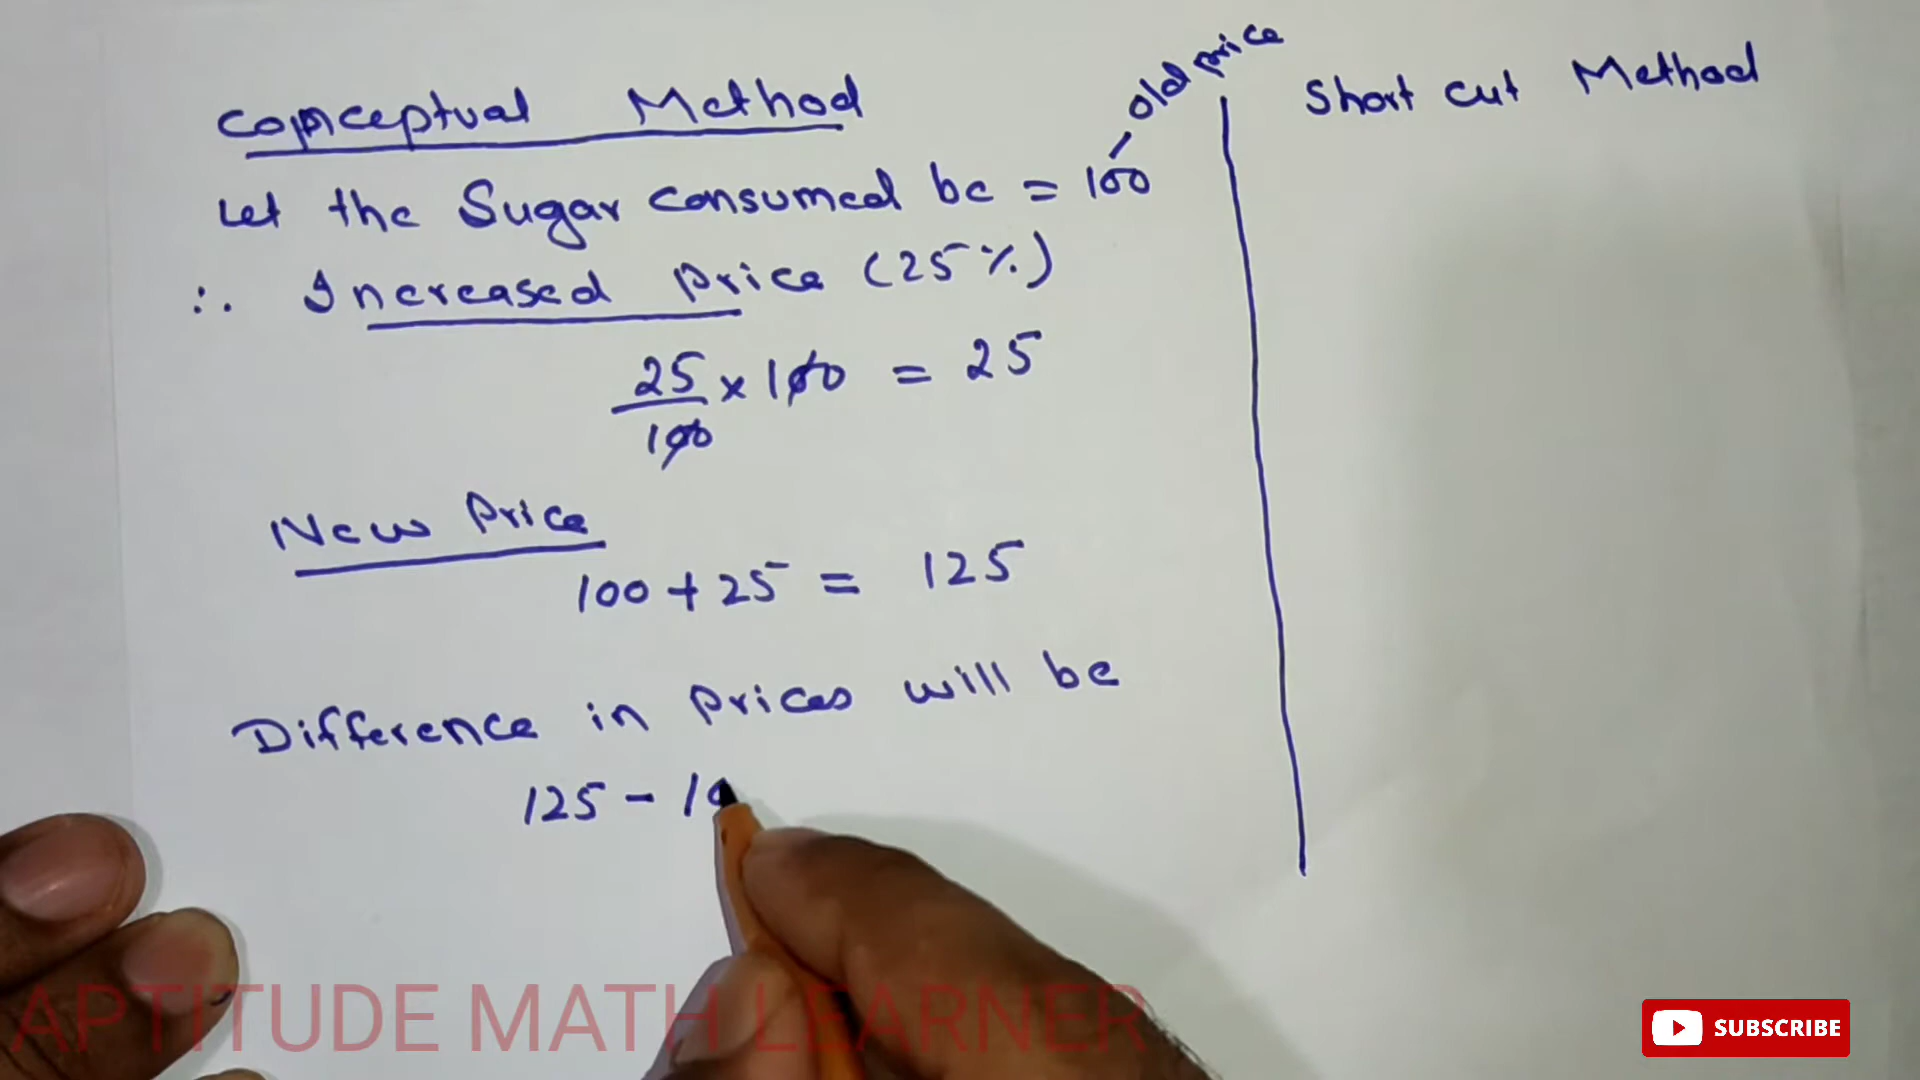 Conceptual Method
old price
Short cut Method
Let the Sugar consumed be = 100
∴ Increased Price (25%)
25/100 x 100 = 25
New Price
100 + 25 = 125
Difference in Prices will be
125 - 10
APTITUDE MATH LEARNER
SUBSCRIBE